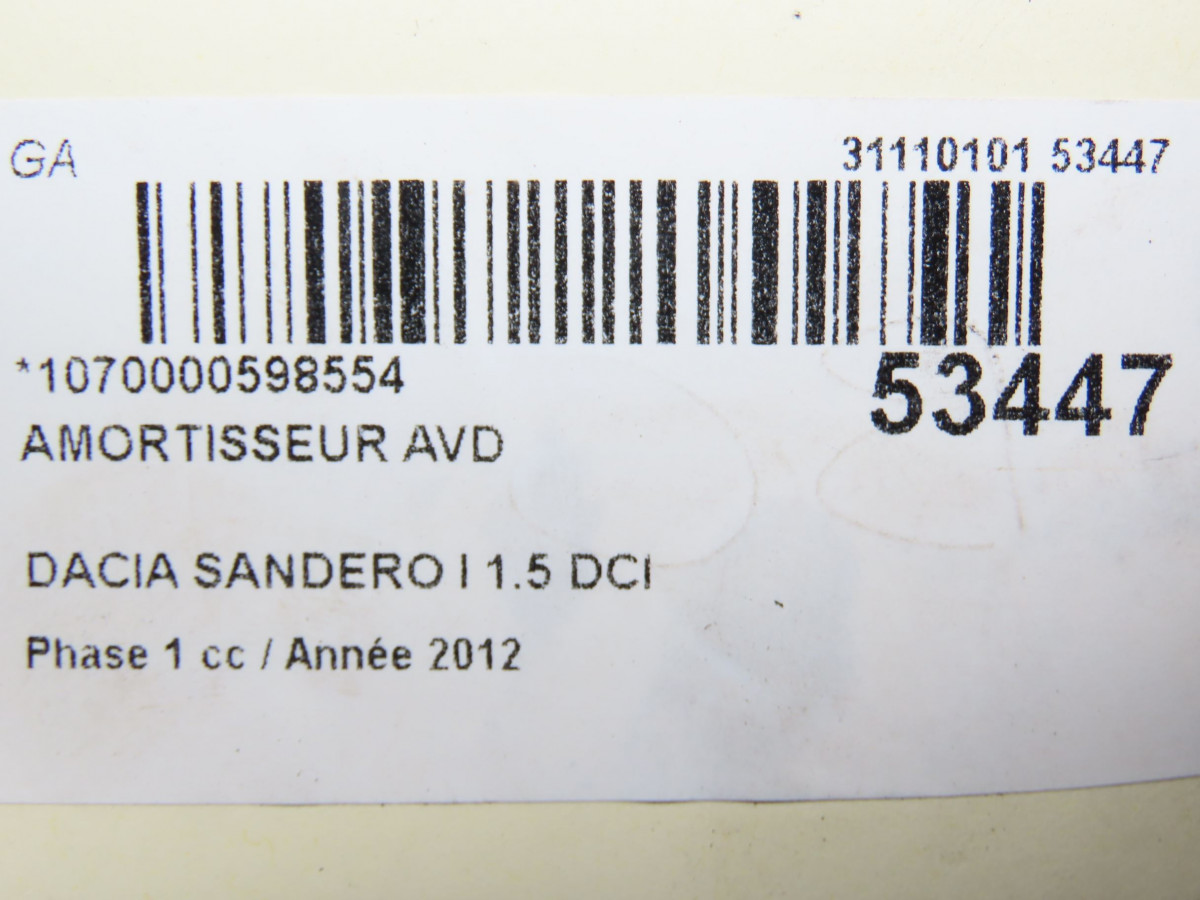 GA
31110101 53447
*1070000598554
53447
AMORTISSEUR AVD
DACIA SANDERO I 1.5 DCI
Phase 1 cc / Année 2012